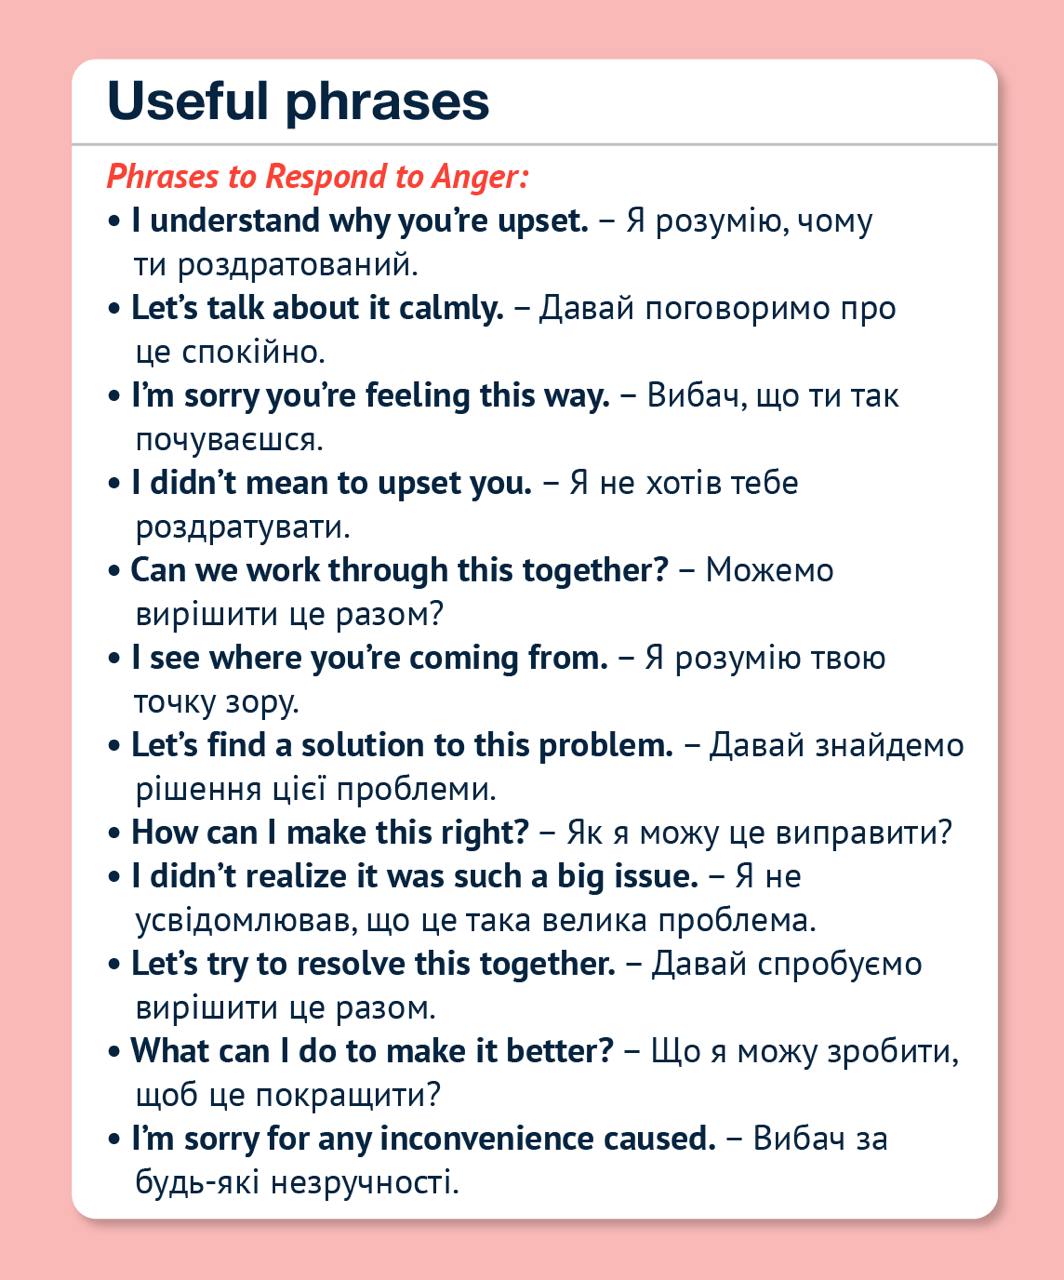 Useful phrases
Phrases to Respond to Anger:
• I understand why you’re upset. – Я розумію, чому
ти роздратований.
• Let’s talk about it calmly. – Давай поговоримо про
це спокійно.
• I’m sorry you’re feeling this way. – Вибач, що ти так
почуваєшся.
• I didn’t mean to upset you. – Я не хотів тебе
роздратувати.
• Can we work through this together? – Можемо
вирішити це разом?
• I see where you’re coming from. – Я розумію твою
точку зору.
• Let’s find a solution to this problem. – Давай знайдемо
рішення цієї проблеми.
• How can I make this right? – Як я можу це виправити?
• I didn’t realize it was such a big issue. – Я не
усвідомлював, що це така велика проблема.
• Let’s try to resolve this together. – Давай спробуємо
вирішити це разом.
• What can I do to make it better? – Що я можу зробити,
щоб це покращити?
• I’m sorry for any inconvenience caused. – Вибач за
будь-які незручності.